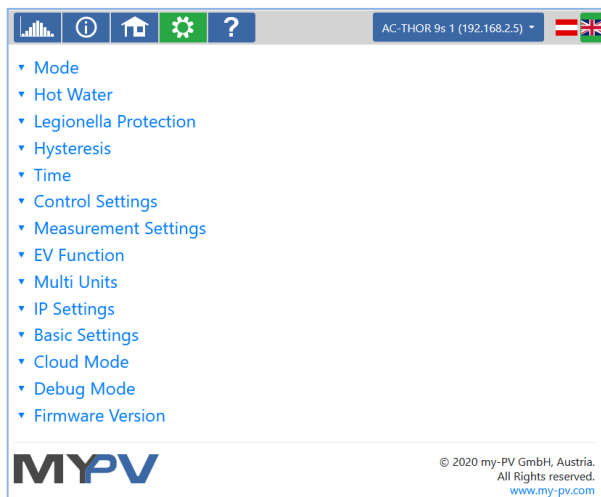 ?
AC-THOR 9s 1 (192.168.2.5)
Mode
Hot Water
Legionella Protection
Hysteresis
Time
Control Settings
Measurement Settings
EV Function
Multi Units
IP Settings
Basic Settings
Cloud Mode
Debug Mode
Firmware Version
MYPV
© 2020 my-PV GmbH, Austria.
All Rights reserved.
www.my-pv.com